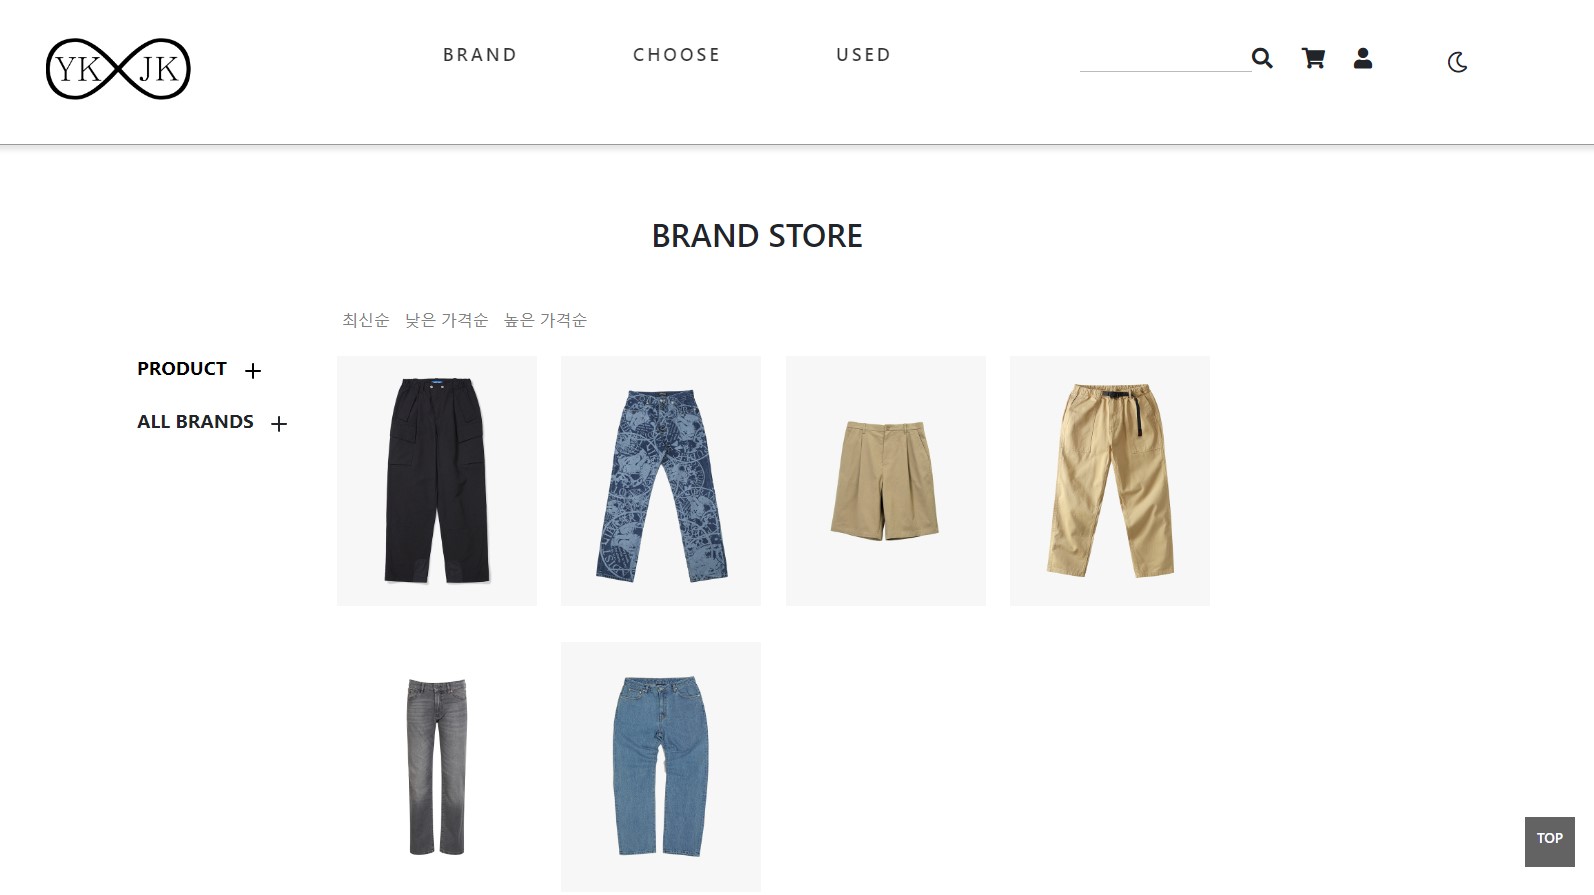 YK JK
BRAND CHOOSE USED
BRAND STORE
최신순 낮은 가격순 높은 가격순
PRODUCT +
ALL BRANDS +
TOP